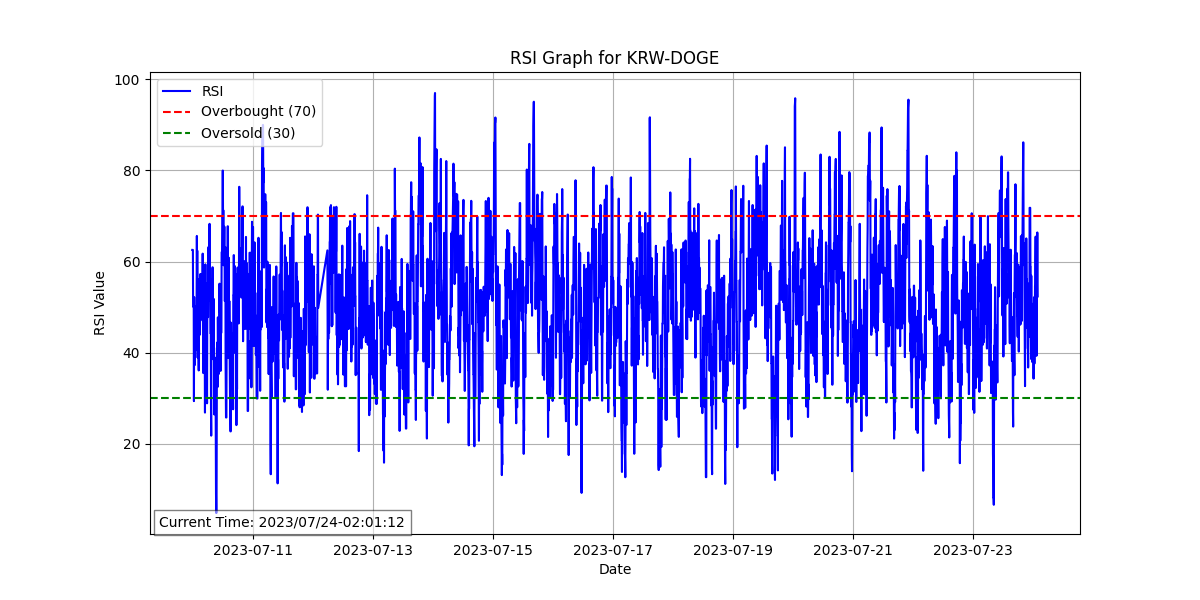 RSI Graph for KRW-DOGE
100
80
60
40
20
RSI Value
RSI
Overbought (70)
Oversold (30)
Current Time: 2023/07/24-02:01:12
2023-07-11 2023-07-13 2023-07-15 2023-07-17 2023-07-19 2023-07-21 2023-07-23
Date